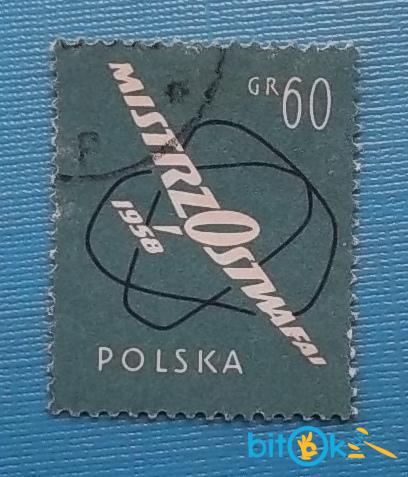 GR 60
MISTRZOSTWA FAI
1958
POLSKA
bitok